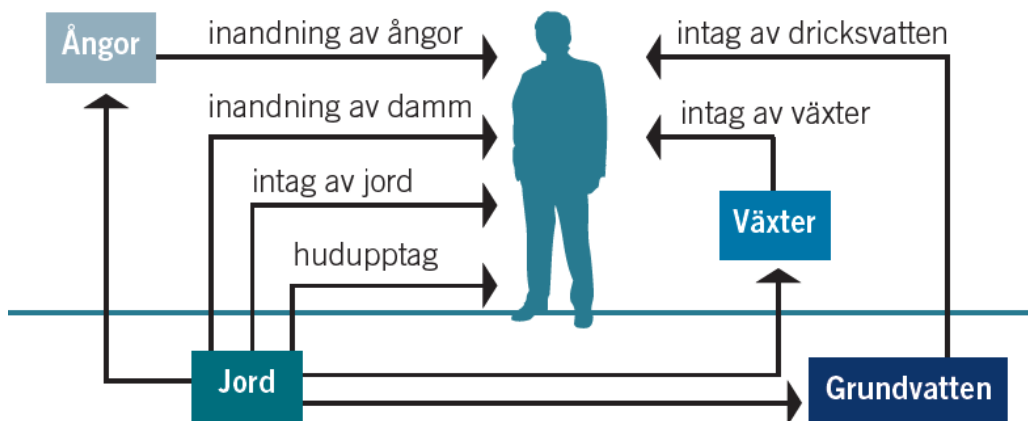 Ångor
inandning av ångor
intag av dricksvatten
inandning av damm
intag av växter
intag av jord
Växter
hudupptag
Jord
Grundvatten